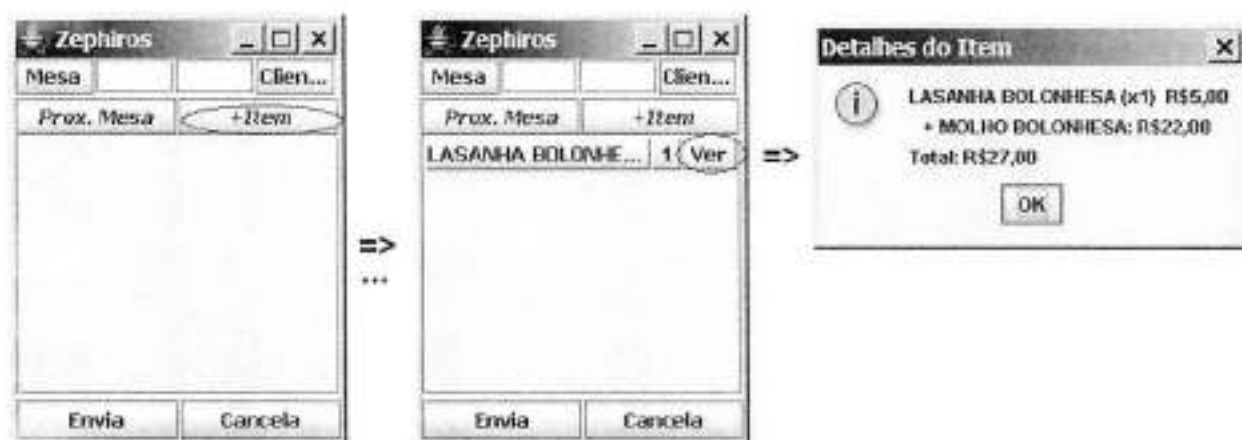 Zephiros
Mesa Clien...
Prox. Mesa +Item
Envia Cancela
=>
...
Zephiros
Mesa Clien...
Prox. Mesa +Item
LASANHA BOLONHE... 1 Ver
Envia Cancela
=>
Detalhes do Item
LASANHA BOLONHESA (x1) R$5,00
+ MOLHO BOLONHESA: R$22,00
Total: R$27,00
OK